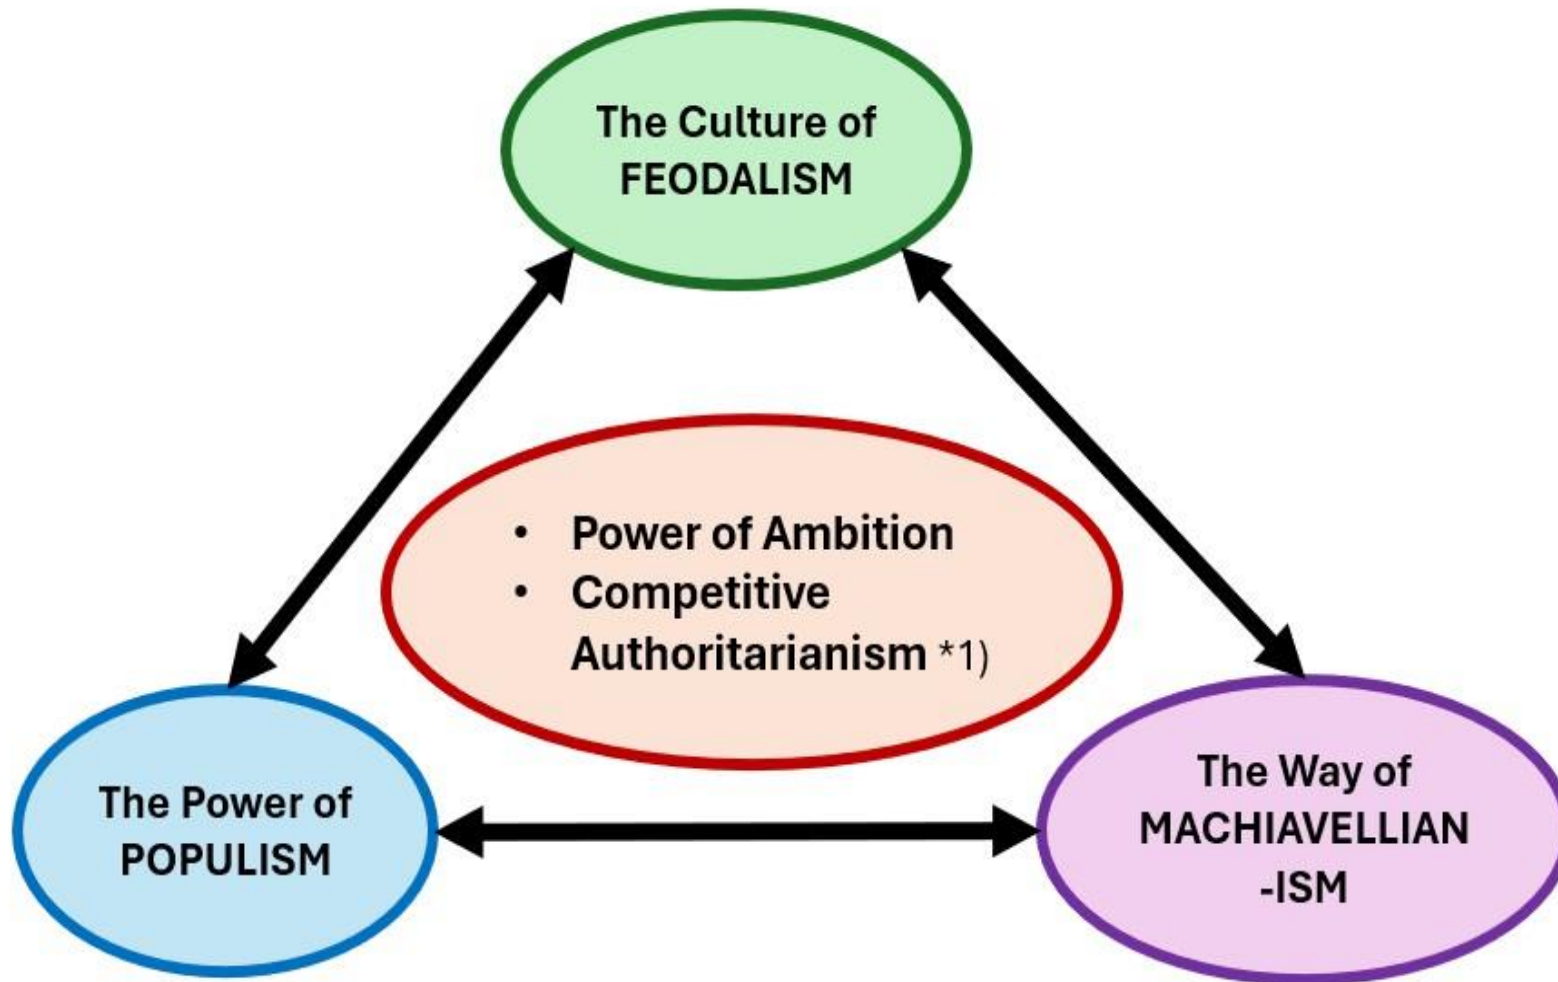 The Culture of
FEODALISM
• Power of Ambition
• Competitive
Authoritarianism *1)
The Power of
POPULISM
The Way of
MACHIAVELLIAN
-ISM